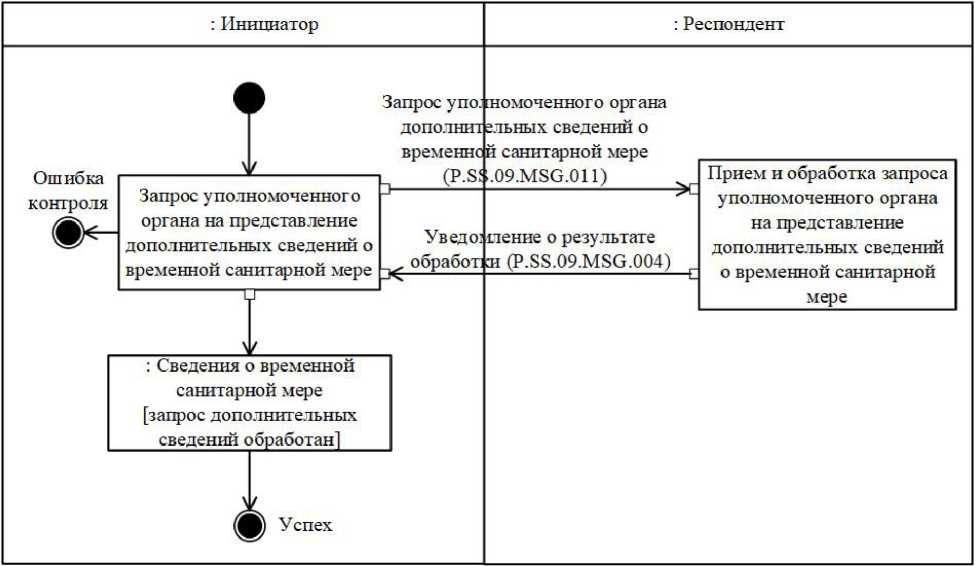 : Инициатор
: Респондент
Запрос уполномоченного органа
дополнительных сведений о
временной санитарной мере
(P.SS.09.MSG.011)
Ошибка
контроля
Запрос уполномоченного
органа на представление
дополнительных сведений о
временной санитарной мере
Прием и обработка запроса
уполномоченного органа
на представление
дополнительных сведений
о временной санитарной
мере
Уведомление о результате
обработки (P.SS.09.MSG.004)
: Сведения о временной
санитарной мере
[запрос дополнительных
сведений обработан]
Успех